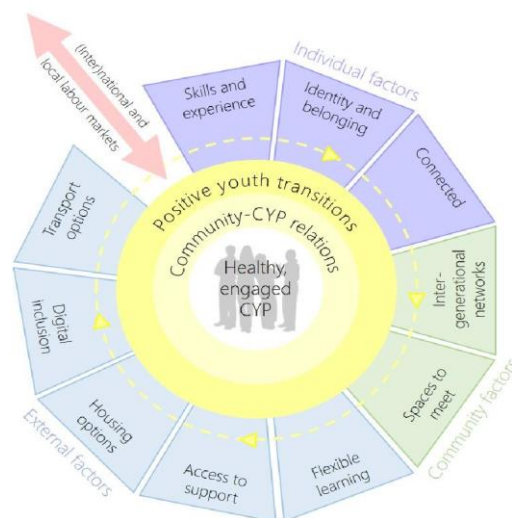 (Inter)national and
local labour markets
Individual factors
Skills and
experience
Identity and
belonging
Connected
Inter-
generational
networks
Spaces to
meet
Community factors
Flexible
learning
Access to
support
Housing
options
Digital
inclusion
Transport
options
External factors
Positive youth transitions
Community-CYP relations
Healthy,
engaged
CYP